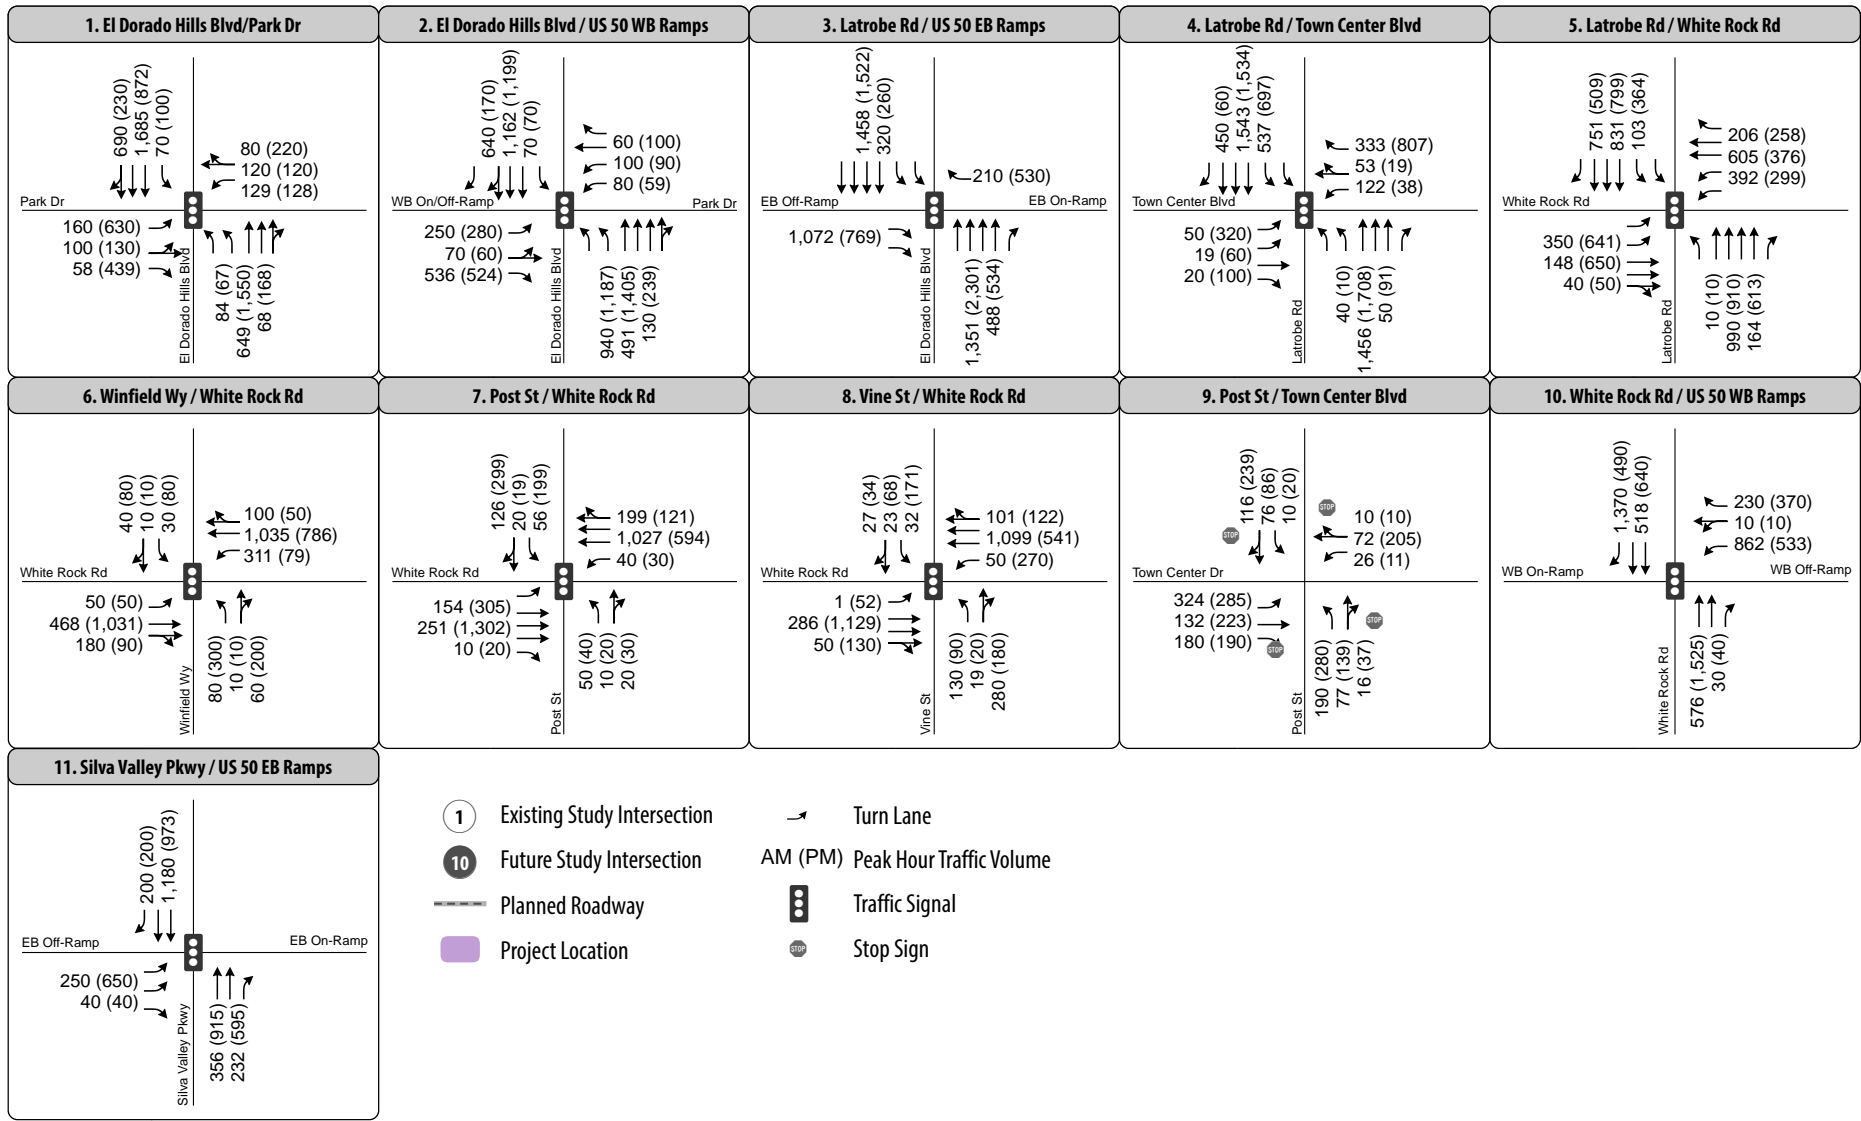 1. El Dorado Hills Blvd/Park Dr
690 (230)
1,685 (872)
70 (100)
80 (220)
120 (120)
129 (128)
Park Dr
160 (630)
100 (130)
58 (439)
El Dorado Hills Blvd
84 (67)
649 (1,550)
68 (168)
2. El Dorado Hills Blvd / US 50 WB Ramps
640 (170)
1,162 (1,199)
70 (70)
60 (100)
100 (90)
80 (59)
WB On/Off-Ramp
Park Dr
250 (280)
70 (60)
536 (524)
El Dorado Hills Blvd
940 (1,187)
491 (1,405)
130 (239)
3. Latrobe Rd / US 50 EB Ramps
1,458 (1,522)
320 (260)
210 (530)
EB Off-Ramp
EB On-Ramp
1,072 (769)
El Dorado Hills Blvd
1,351 (2,301)
488 (534)
4. Latrobe Rd / Town Center Blvd
450 (60)
1,543 (1,534)
537 (697)
333 (807)
53 (19)
122 (38)
Town Center Blvd
50 (320)
19 (60)
20 (100)
Latrobe Rd
40 (10)
1,456 (1,708)
50 (91)
5. Latrobe Rd / White Rock Rd
751 (509)
831 (799)
103 (364)
206 (258)
605 (376)
392 (299)
White Rock Rd
350 (641)
148 (650)
40 (50)
Latrobe Rd
10 (10)
990 (910)
164 (613)
6. Winfield Wy / White Rock Rd
40 (80)
10 (10)
30 (80)
100 (50)
1,035 (786)
311 (79)
White Rock Rd
50 (50)
468 (1,031)
180 (90)
Winfield Wy
80 (300)
10 (10)
60 (200)
7. Post St / White Rock Rd
126 (299)
20 (19)
56 (199)
199 (121)
1,027 (594)
40 (30)
White Rock Rd
154 (305)
251 (1,302)
10 (20)
Post St
50 (40)
10 (20)
20 (30)
8. Vine St / White Rock Rd
27 (34)
23 (68)
32 (171)
101 (122)
1,099 (541)
50 (270)
White Rock Rd
1 (52)
286 (1,129)
50 (130)
Vine St
130 (90)
19 (20)
280 (180)
9. Post St / Town Center Blvd
116 (239)
76 (86)
10 (20)
STOP
STOP
10 (10)
72 (205)
26 (11)
Town Center Dr
324 (285)
132 (223)
180 (190)
STOP
STOP
Post St
190 (280)
77 (139)
16 (37)
10. White Rock Rd / US 50 WB Ramps
1,370 (490)
518 (640)
230 (370)
10 (10)
862 (533)
WB On-Ramp
WB Off-Ramp
White Rock Rd
576 (1,525)
30 (40)
11. Silva Valley Pkwy / US 50 EB Ramps
200 (200)
1,180 (973)
EB Off-Ramp
EB On-Ramp
250 (650)
40 (40)
Silva Valley Pkwy
356 (915)
232 (595)
1 Existing Study Intersection
10 Future Study Intersection
Planned Roadway
Project Location
Turn Lane
AM (PM) Peak Hour Traffic Volume
Traffic Signal
STOP Stop Sign